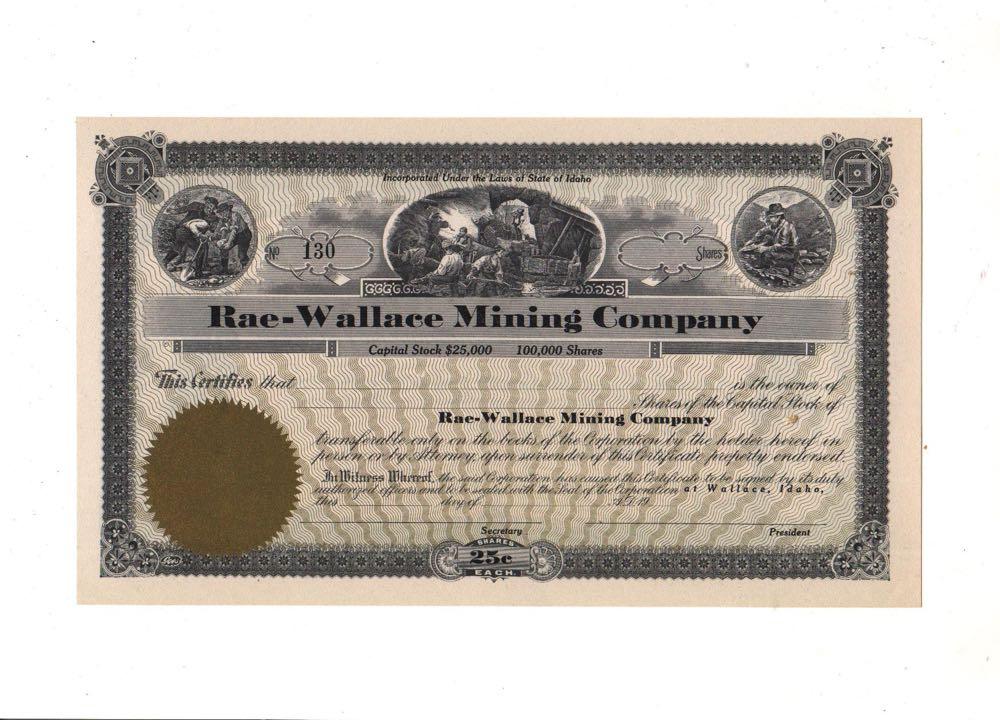 Incorporated Under the Laws of State of Idaho
No 130 Shares
Rae-Wallace Mining Company
Capital Stock $25,000 100,000 Shares
This Certifies that is the owner of
Shares of the Capital Stock of
Rae-Wallace Mining Company
transferable only on the books of the Corporation by the holder hereof in
person or by Attorney, upon surrender of this Certificate properly endorsed.
In Witness Whereof, the said Corporation has caused this Certificate to be signed by its duly
authorized officers and to be sealed with the Seal of the Corporation at Wallace, Idaho,
this day of A.D. 19
Secretary President
SHARES
25¢
EACH.